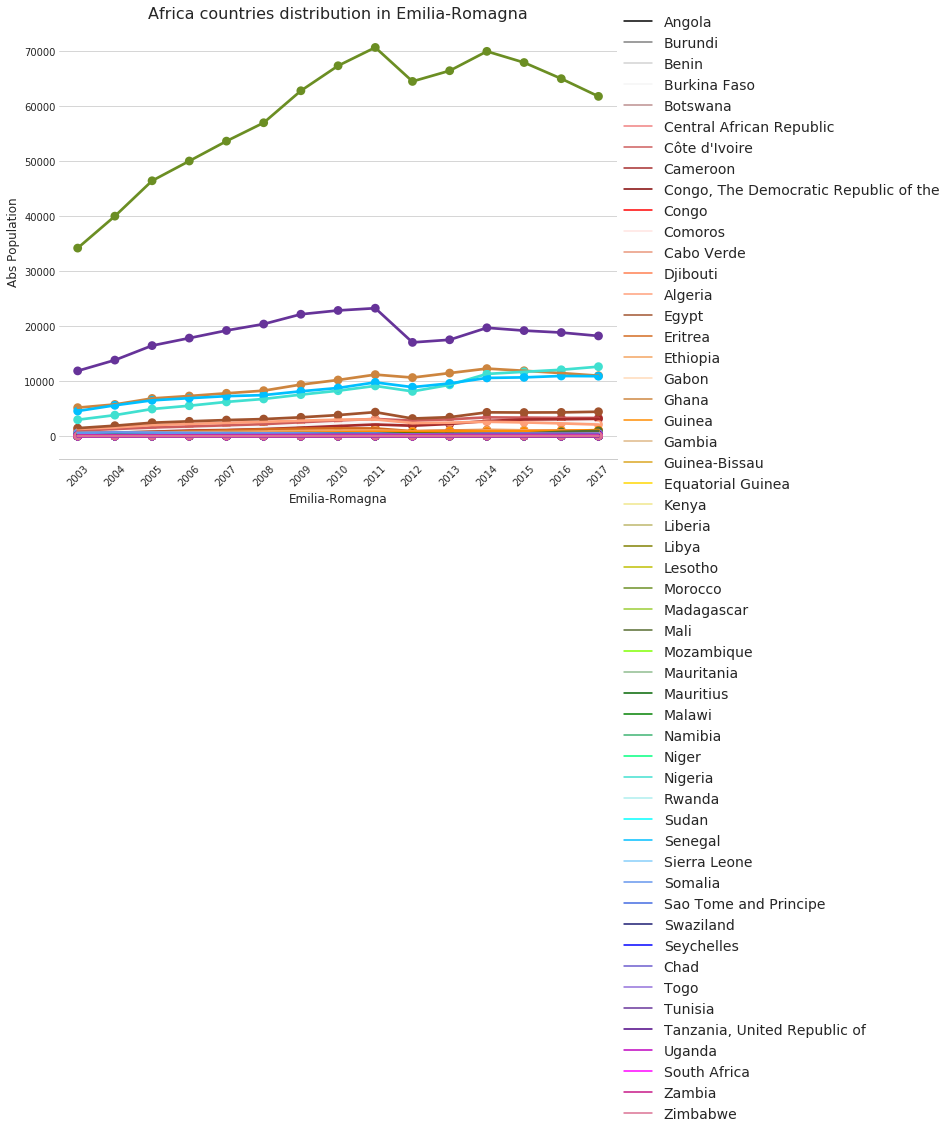 Africa countries distribution in Emilia-Romagna
Abs Population
70000
60000
50000
40000
30000
20000
10000
0
2003 2004 2005 2006 2007 2008 2009 2010 2011 2012 2013 2014 2015 2016 2017
Emilia-Romagna
Angola
Burundi
Benin
Burkina Faso
Botswana
Central African Republic
Côte d'Ivoire
Cameroon
Congo, The Democratic Republic of the
Congo
Comoros
Cabo Verde
Djibouti
Algeria
Egypt
Eritrea
Ethiopia
Gabon
Ghana
Guinea
Gambia
Guinea-Bissau
Equatorial Guinea
Kenya
Liberia
Libya
Lesotho
Morocco
Madagascar
Mali
Mozambique
Mauritania
Mauritius
Malawi
Namibia
Niger
Nigeria
Rwanda
Sudan
Senegal
Sierra Leone
Somalia
Sao Tome and Principe
Swaziland
Seychelles
Chad
Togo
Tunisia
Tanzania, United Republic of
Uganda
South Africa
Zambia
Zimbabwe